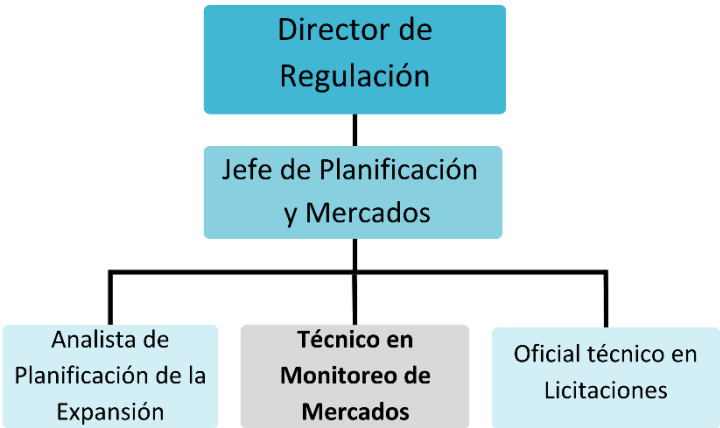 Director de
Regulación
Jefe de Planificación
y Mercados
Analista de
Planificación de la
Expansión
Técnico en
Monitoreo de
Mercados
Oficial técnico en
Licitaciones